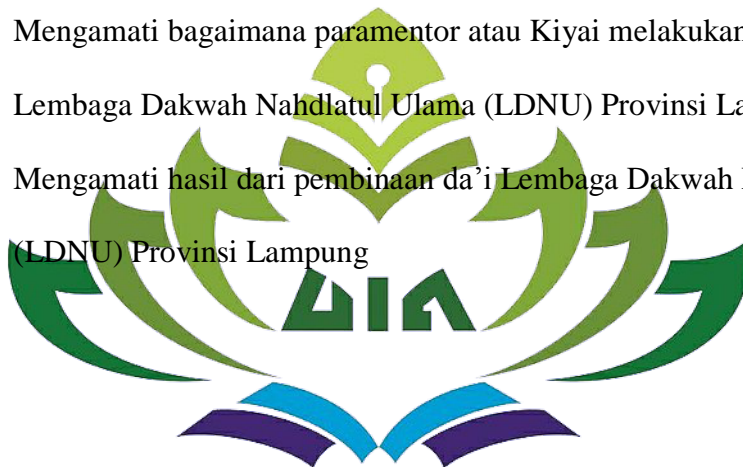 Mengamati bagaimana paramentor atau Kiyai melakukan
Lembaga Dakwah Nahdlatul Ulama (LDNU) Provinsi La
Mengamati hasil dari pembinaan da’i Lembaga Dakwah
(LDNU) Provinsi Lampung
UIN